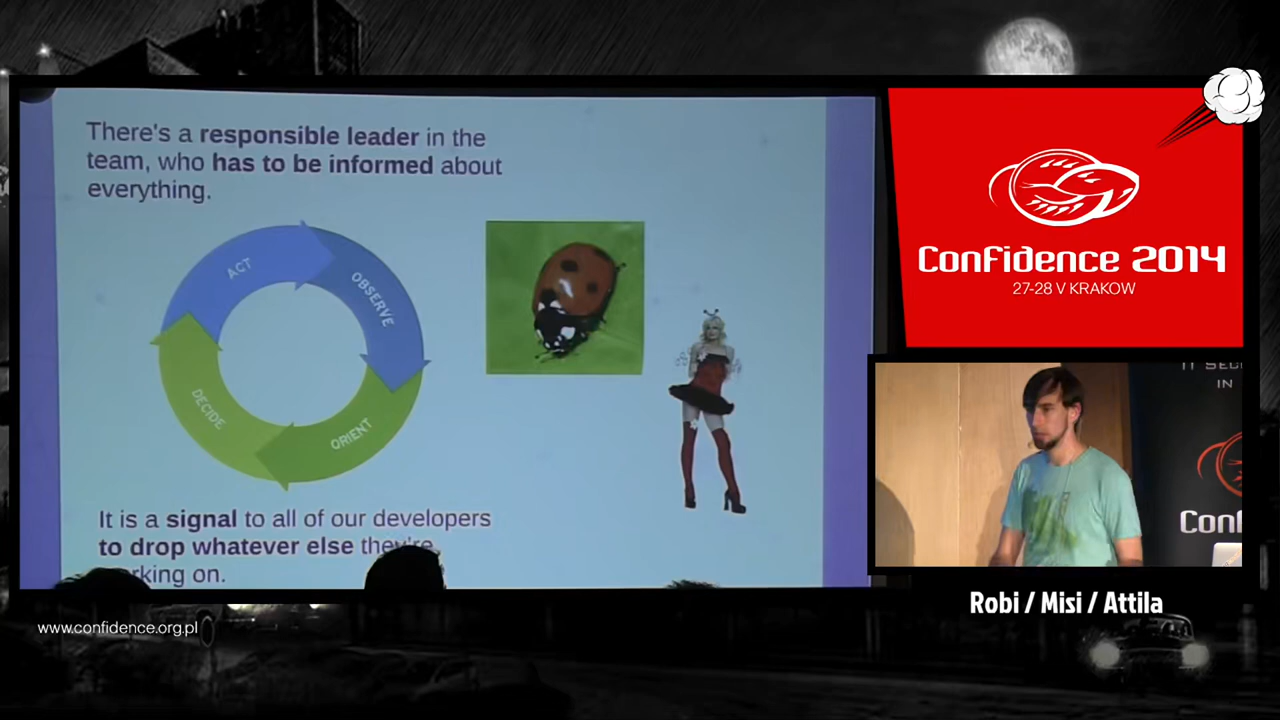 There's a responsible leader in the
team, who has to be informed about
everything.
ACT
OBSERVE
DECIDE
ORIENT
It is a signal to all of our developers
to drop whatever else they're
working on.
Confidence 2014
27-28 V KRAKOW
IN
Conf
Robi / Misi / Attila
www.confidence.org.pl